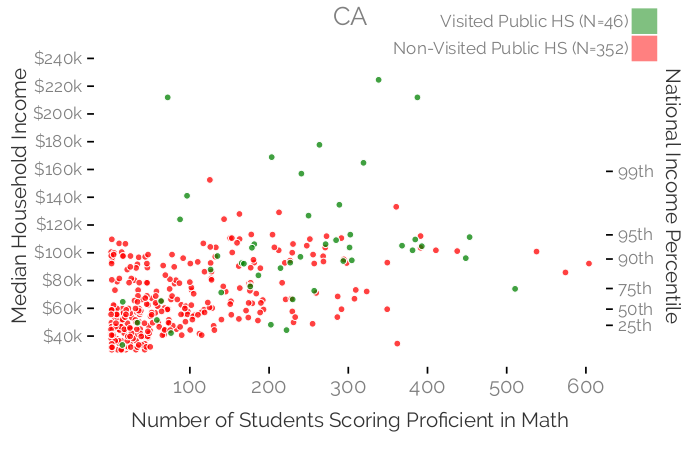 CA
Visited Public HS (N=46)
Non-Visited Public HS (N=352)
Median Household Income
$240k
$220k
$200k
$180k
$160k
$140k
$120k
$100k
$80k
$60k
$40k
National Income Percentile
99th
95th
90th
75th
50th
25th
100 200 300 400 500 600
Number of Students Scoring Proficient in Math